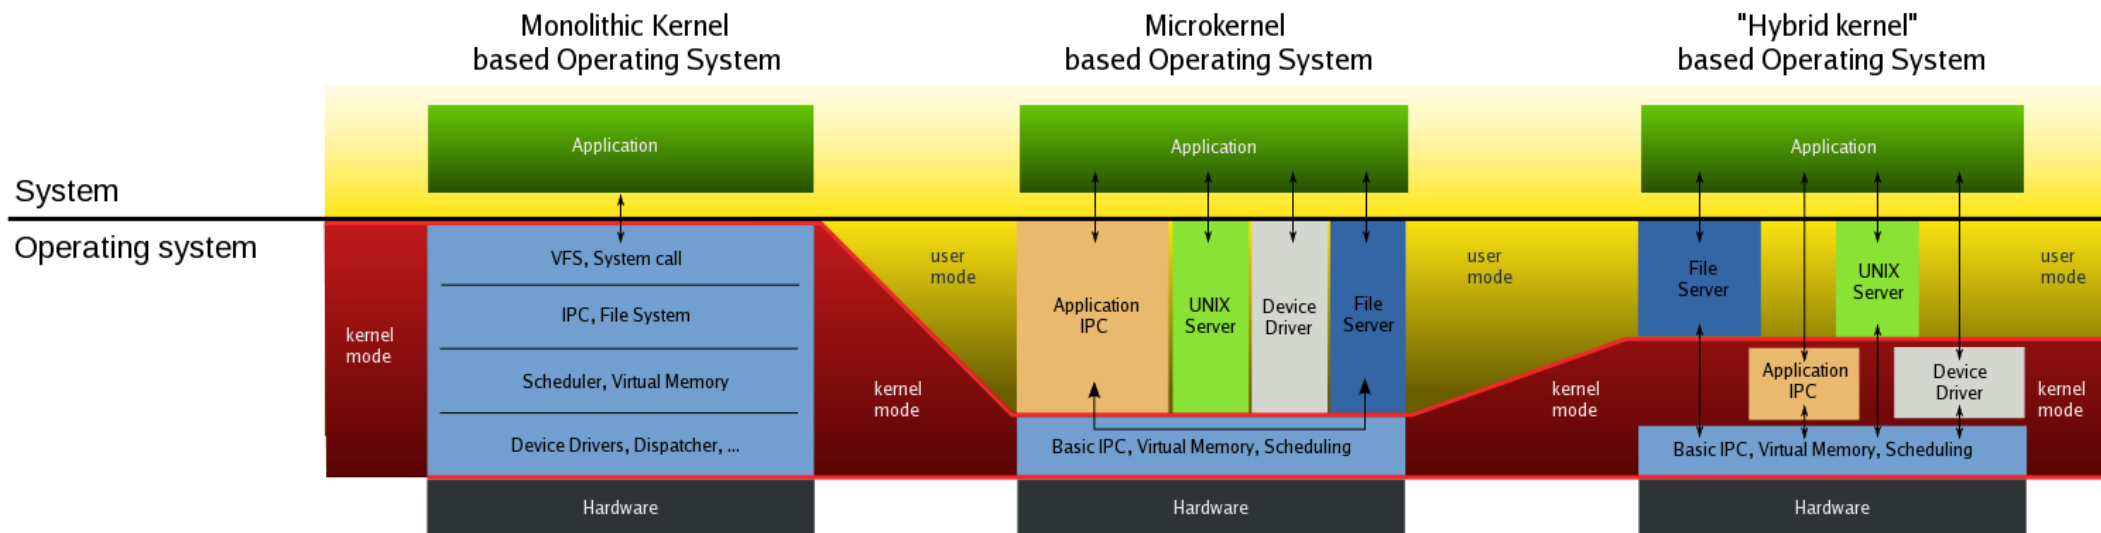 Monolithic Kernel
based Operating System
Microkernel
based Operating System
"Hybrid kernel"
based Operating System
Application
Application
Application
System
Operating system
VFS, System call
IPC, File System
Scheduler, Virtual Memory
Device Drivers, Dispatcher, ...
Hardware
kernel
mode
kernel
mode
user
mode
Application
IPC
UNIX
Server
Device
Driver
File
Server
Basic IPC, Virtual Memory, Scheduling
Hardware
user
mode
kernel
mode
File
Server
UNIX
Server
Application
IPC
Device
Driver
Basic IPC, Virtual Memory, Scheduling
Hardware
user
mode
kernel
mode